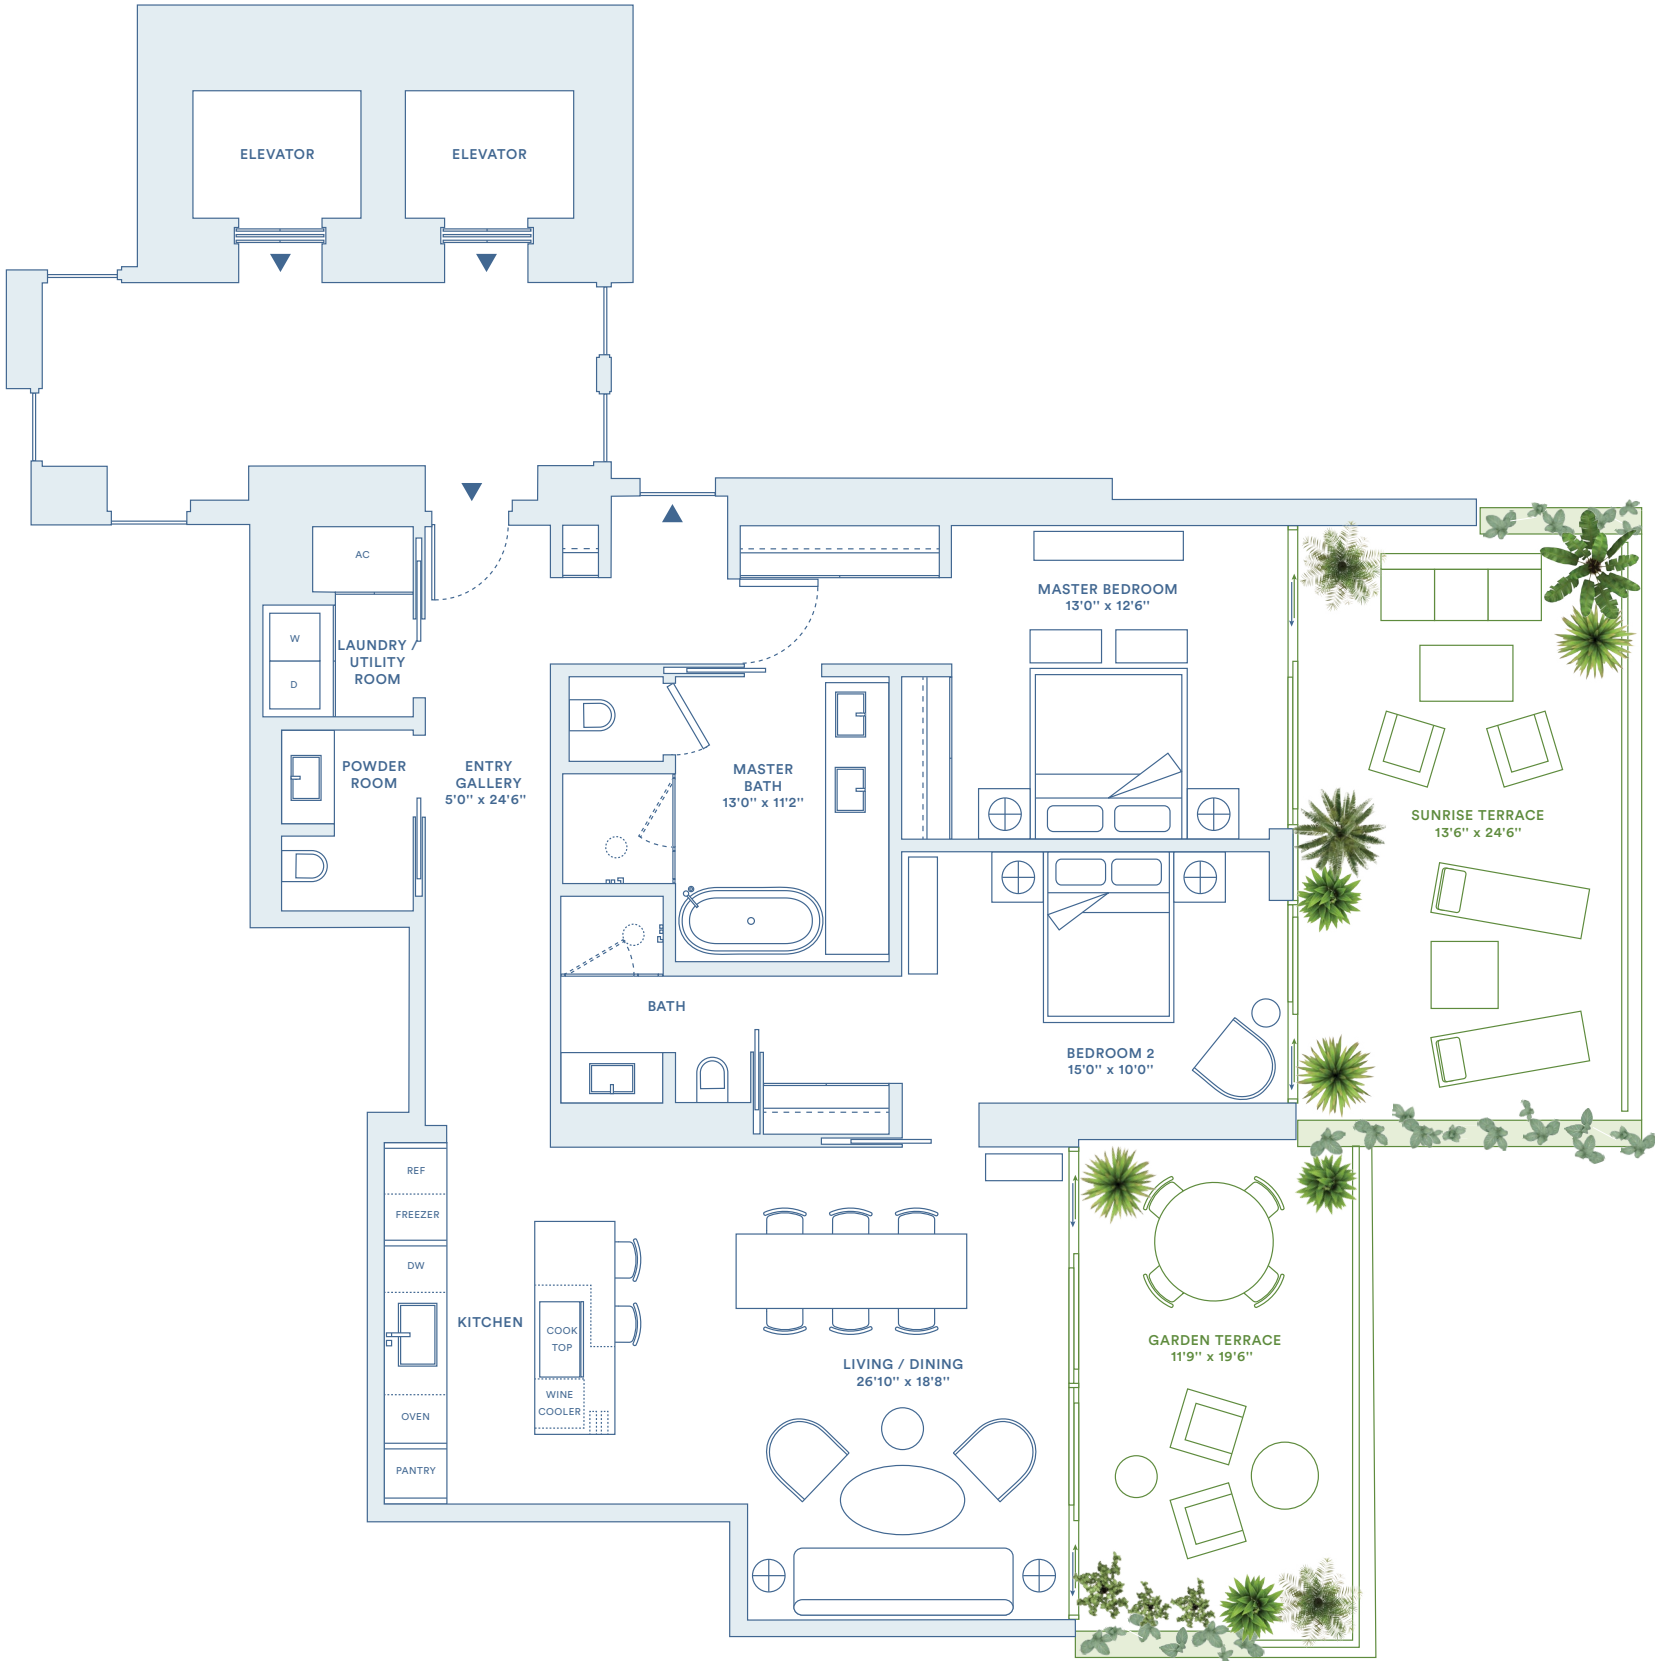 ELEVATOR
ELEVATOR
AC
W
D
LAUNDRY /
UTILITY
ROOM
POWDER
ROOM
ENTRY
GALLERY
5'0'' x 24'6''
MASTER
BATH
13'0'' x 11'2''
MASTER BEDROOM
13'0'' x 12'6''
SUNRISE TERRACE
13'6'' x 24'6''
BATH
BEDROOM 2
15'0'' x 10'0''
REF
FREEZER
DW
KITCHEN
COOK
TOP
WINE
COOLER
OVEN
PANTRY
LIVING / DINING
26'10'' x 18'8''
GARDEN TERRACE
11'9'' x 19'6''